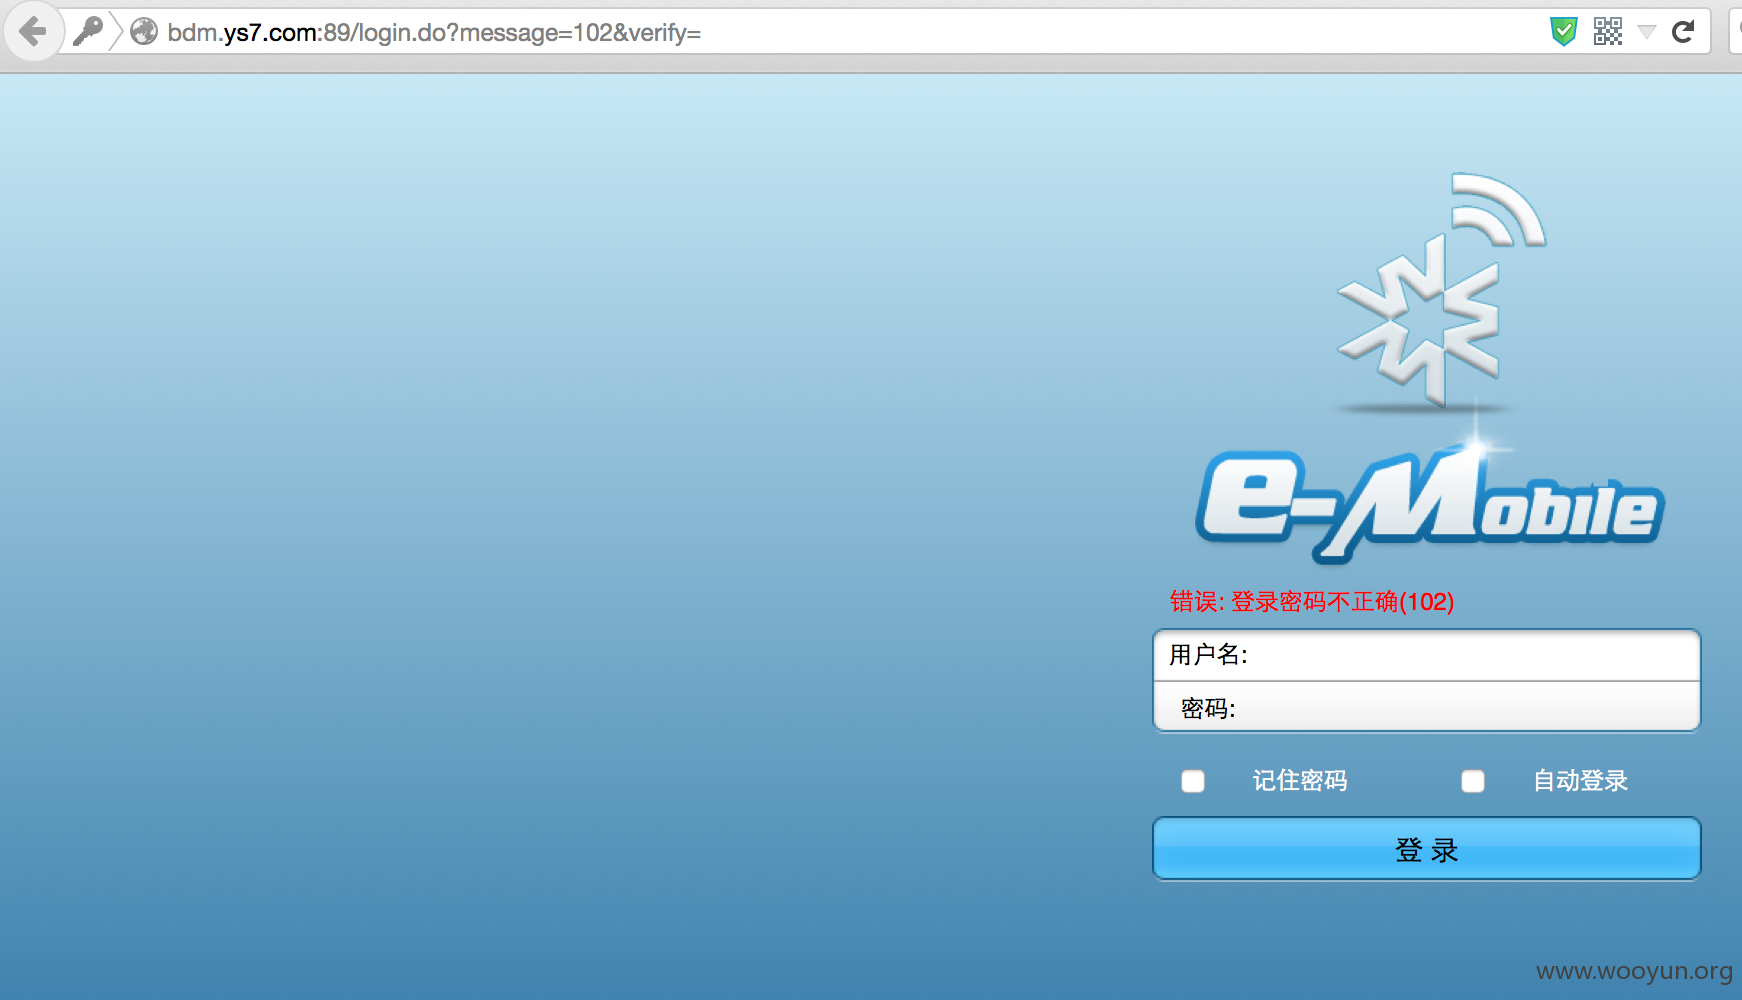 bdm.ys7.com:89/login.do?message=102&verify=
e-Mobile
错误: 登录密码不正确(102)
用户名:
密码:
记住密码 自动登录
登 录
www.wooyun.org